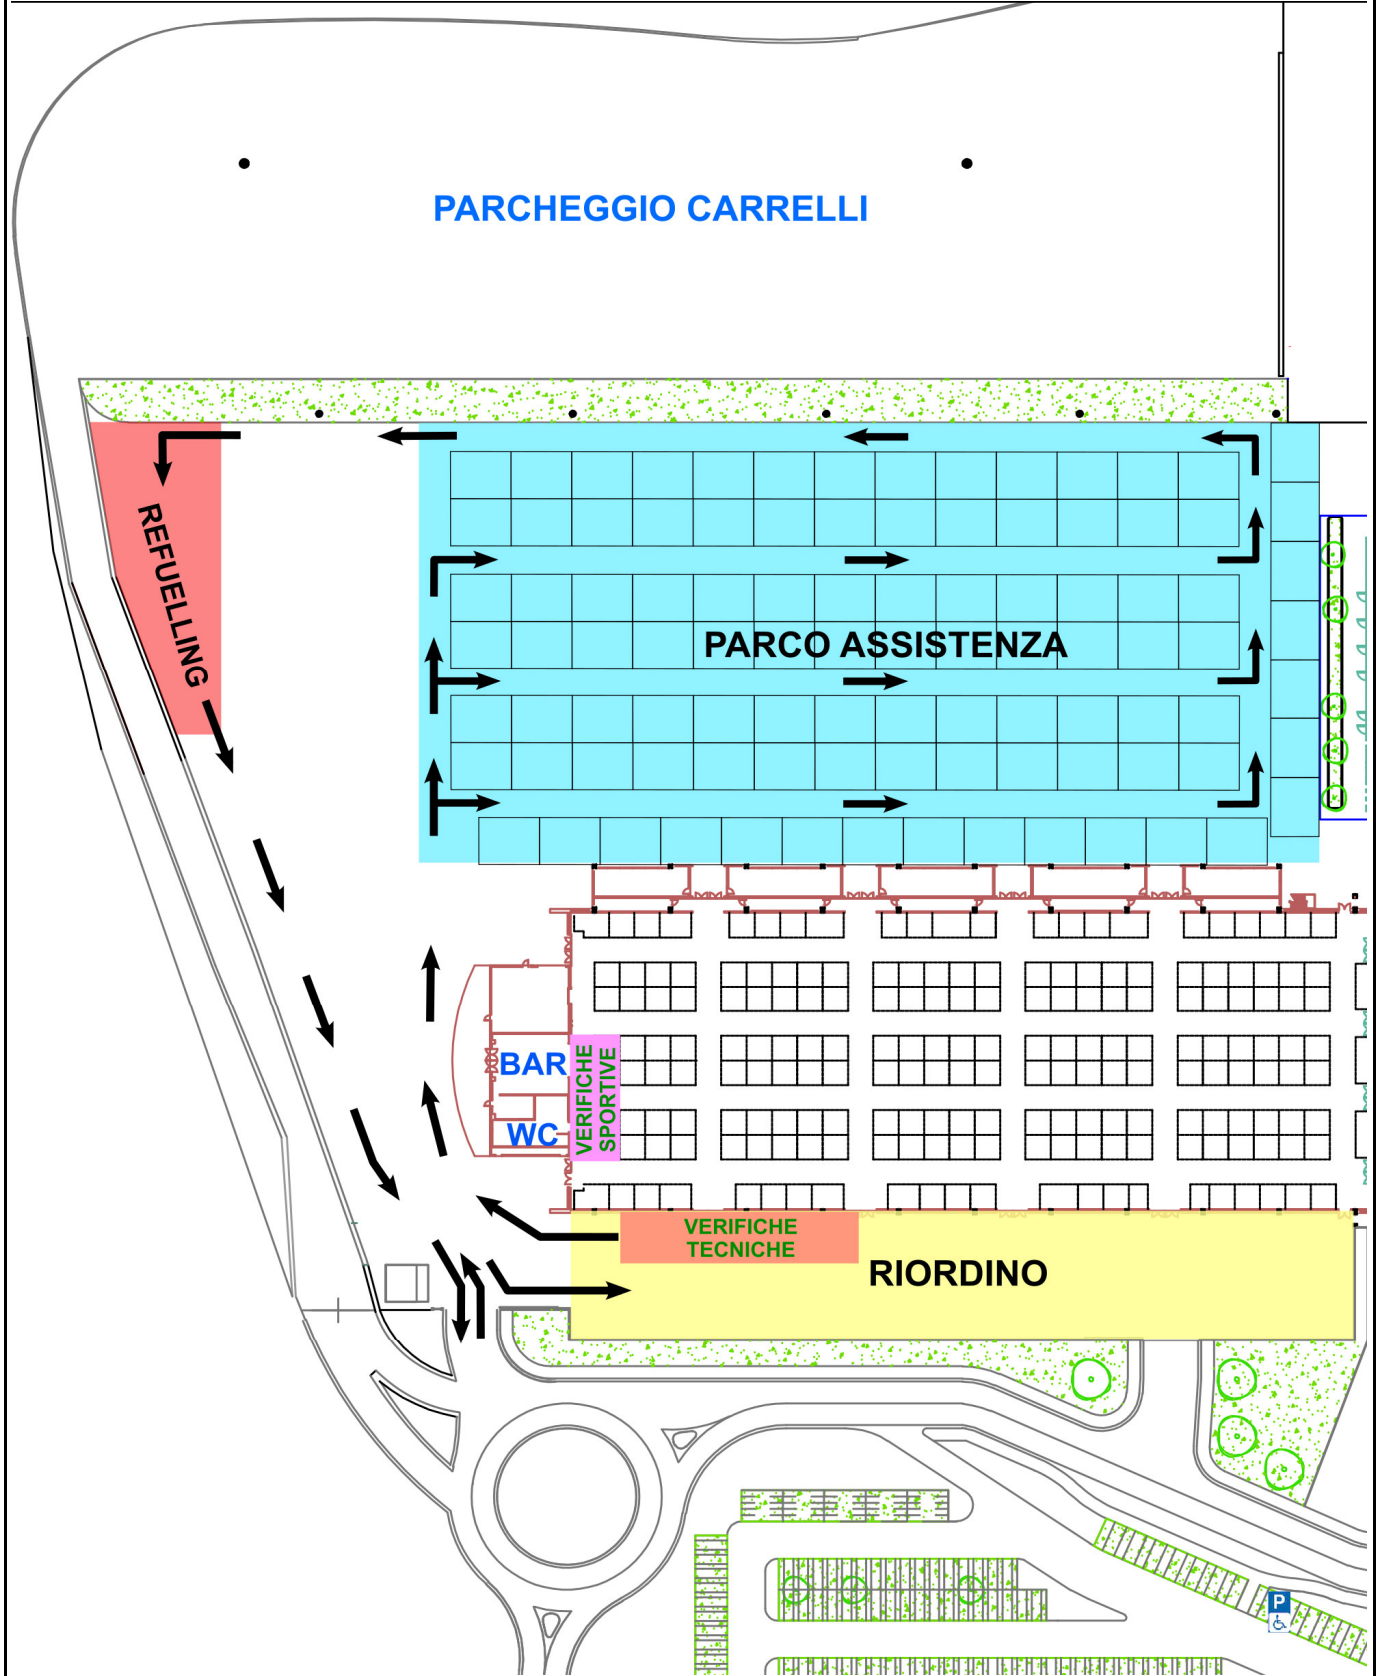 PARCHEGGIO CARRELLI
REFUELLING
PARCO ASSISTENZA
BAR
WC
VERIFICHE
SPORTIVE
VERIFICHE
TECNICHE
RIORDINO
P